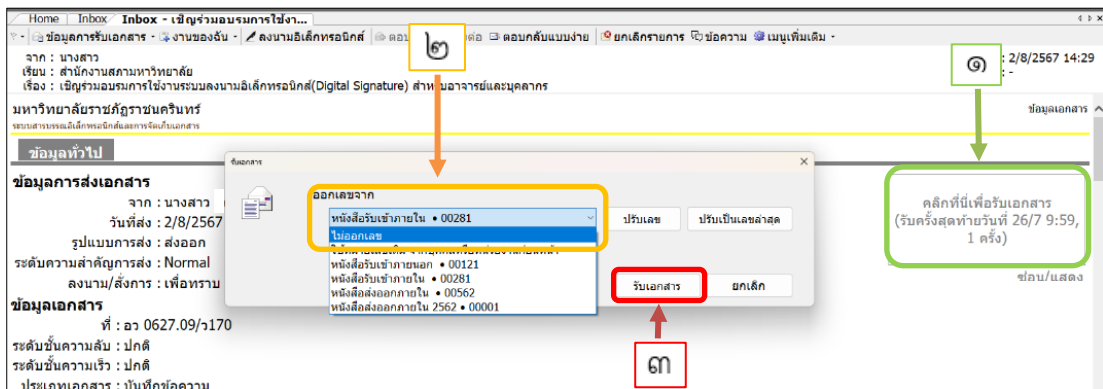 Home Inbox Inbox - เชิญร่วมอบรมการใช้งา...
ข้อมูลการรับเอกสาร - งานของฉัน - ลงนามอิเล็กทรอนิกส์ ต่อ ตอบกลับแบบง่าย ยกเลิกรายการ ข้อความ เมนูเพิ่มเติม -
๒
๑
จาก : นางสาว
: 2/8/2567 14:29
เรียน : สำนักงานสภามหาวิทยาลัย
: -
เรื่อง : เชิญร่วมอบรมการใช้งานระบบลงนามอิเล็กทรอนิกส์(Digital Signature) สำหรับอาจารย์และบุคลากร
มหาวิทยาลัยราชภัฏราชนครินทร์
ข้อมูลเอกสาร
ระบบสารบรรณอิเล็กทรอนิกส์และการจัดเก็บเอกสาร
ข้อมูลทั่วไป
ข้อมูลการส่งเอกสาร
จาก : นางสาว
วันที่ส่ง : 2/8/2567
รูปแบบการส่ง : ส่งออก
ระดับความสำคัญการส่ง : Normal
ลงนาม/สั่งการ : เพื่อทราบ
ข้อมูลเอกสาร
ที่ : อว 0627.09/ว170
ระดับชั้นความลับ : ปกติ
ระดับชั้นความเร็ว : ปกติ
ประเภทเอกสาร : บันทึกข้อความ
รับเอกสาร
ออกเลขจาก
หนังสือรับเข้าภายใน • 00281
ปรับเลข
ปรับเป็นเลขล่าสุด
ไม่ออกเลข
หนังสือรับเข้าภายนอก • 00121
หนังสือรับเข้าภายใน • 00281
หนังสือส่งออกภายใน • 00562
หนังสือส่งออกภายใน 2562 • 00001
รับเอกสาร
ยกเลิก
คลิกที่นี่เพื่อรับเอกสาร
(รับครั้งสุดท้ายวันที่ 26/7 9:59,
1 ครั้ง)
ซ่อน/แสดง
๓